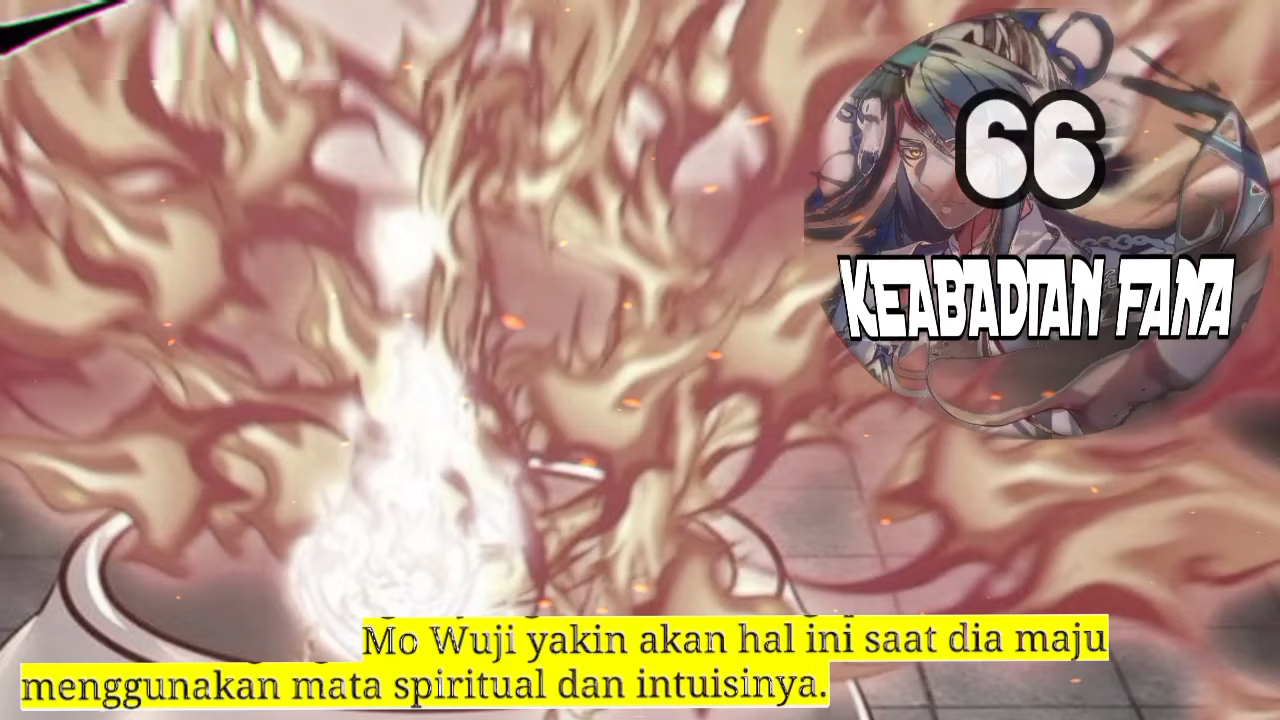 66
KEABADIAN FANA
Mo Wuji yakin akan hal ini saat dia maju
menggunakan mata spiritual dan intuisinya.